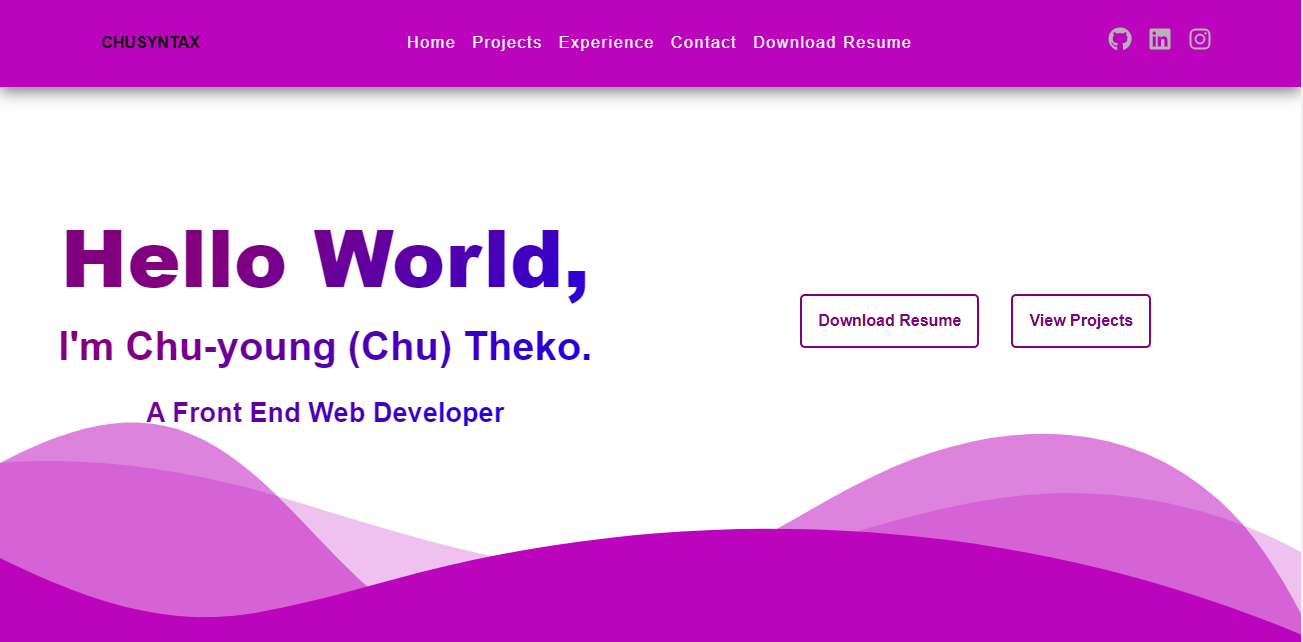 CHUSYNTAX
Home Projects Experience Contact Download Resume
Hello World,
I'm Chu-young (Chu) Theko.
A Front End Web Developer
Download Resume
View Projects